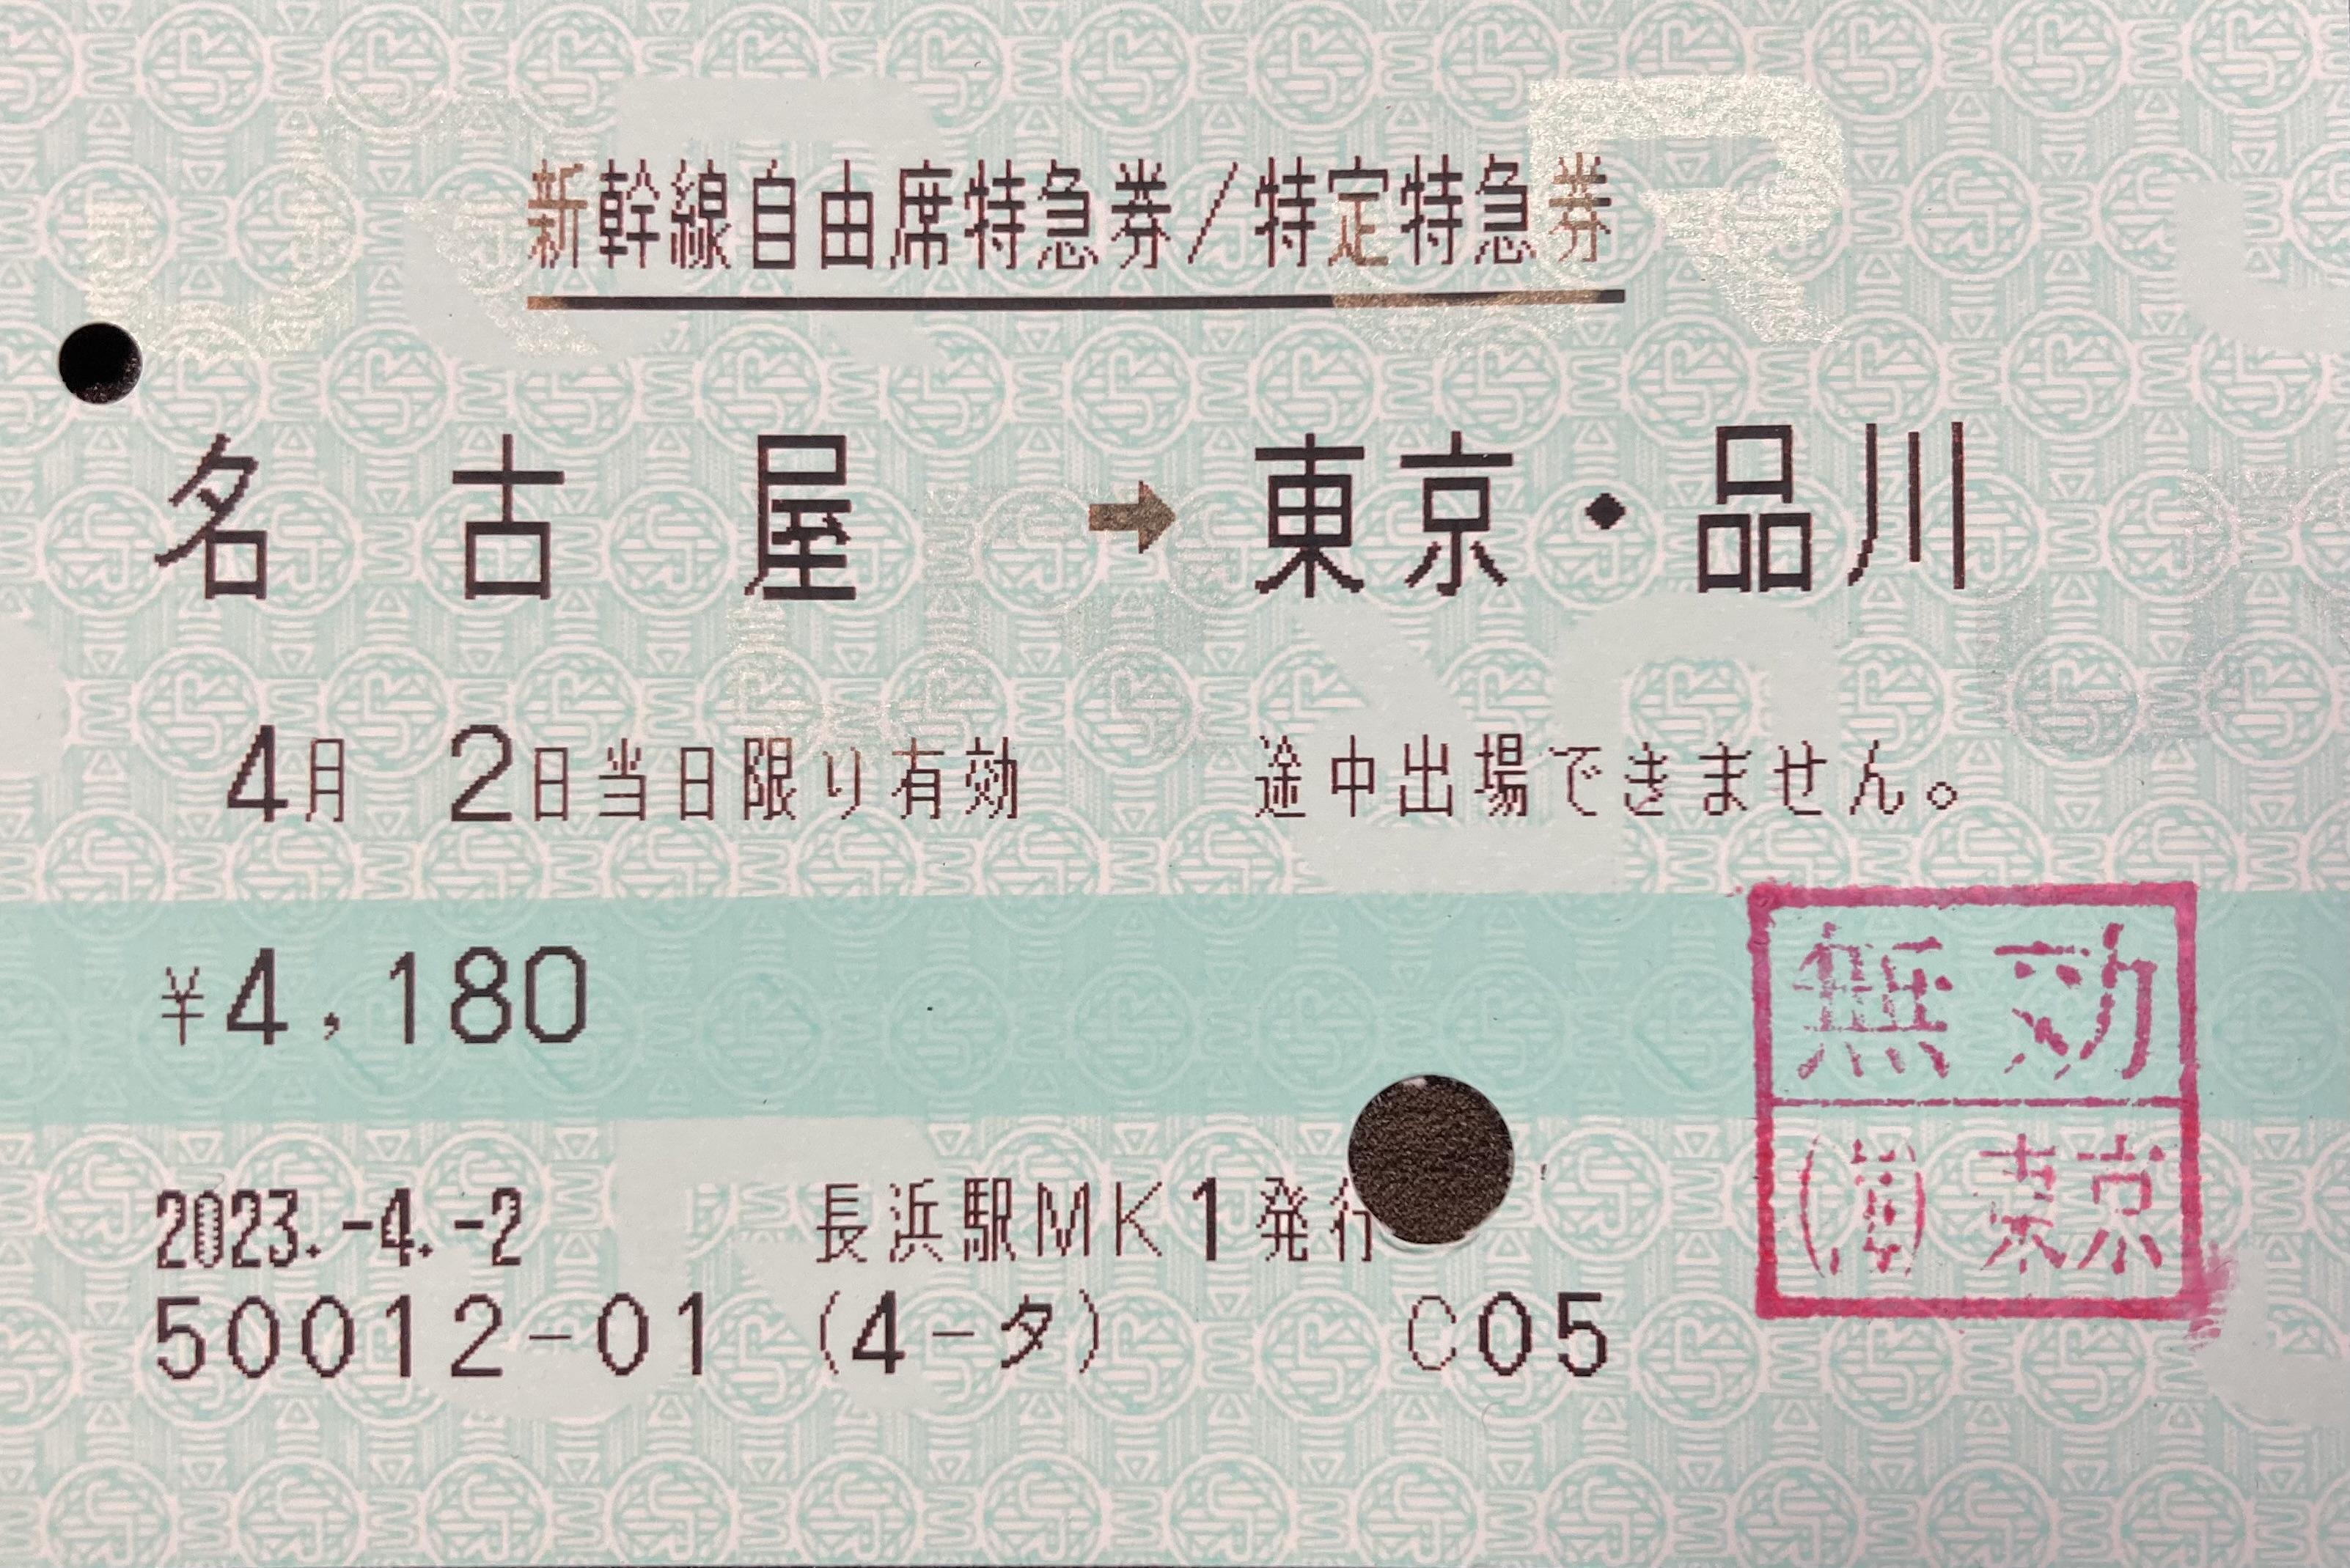 新幹線自由席特急券/特定特急券
名古屋➡東京・品川
4月 2日当日限り有効 途中出場できません。
¥4,180
無効
東京
2023.-4.-2 長浜駅MK1発行
50012-01 (4-タ) C05